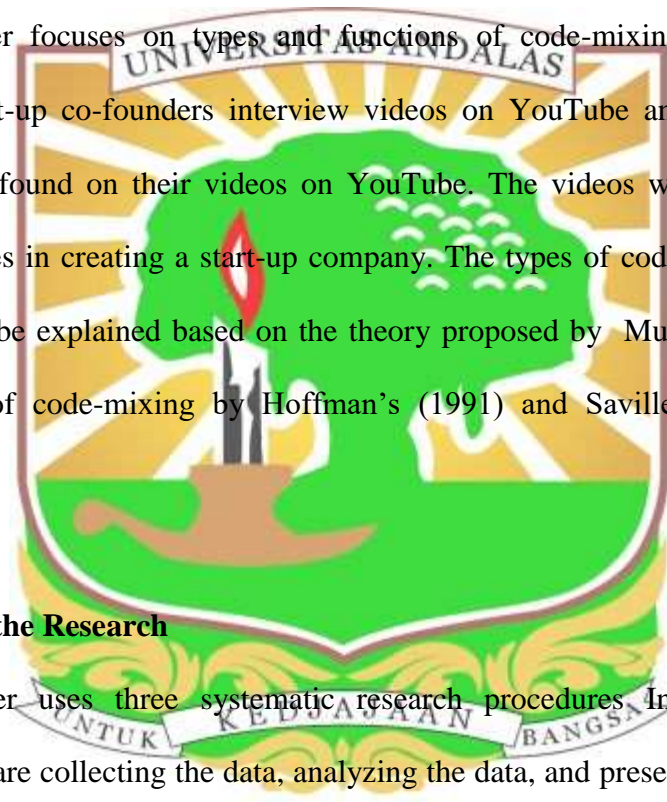 er focuses on types and functions of code-mixin
UNIVERSITAS ANDALAS
t-up co-founders interview videos on YouTube an
found on their videos on YouTube. The videos w
es in creating a start-up company. The types of cod
be explained based on the theory proposed by Mu
of code-mixing by Hoffman's (1991) and Saville
the Research
er uses three systematic research procedures In
UNTUK KEDJAJAAN BANGSA
are collecting the data, analyzing the data, and prese